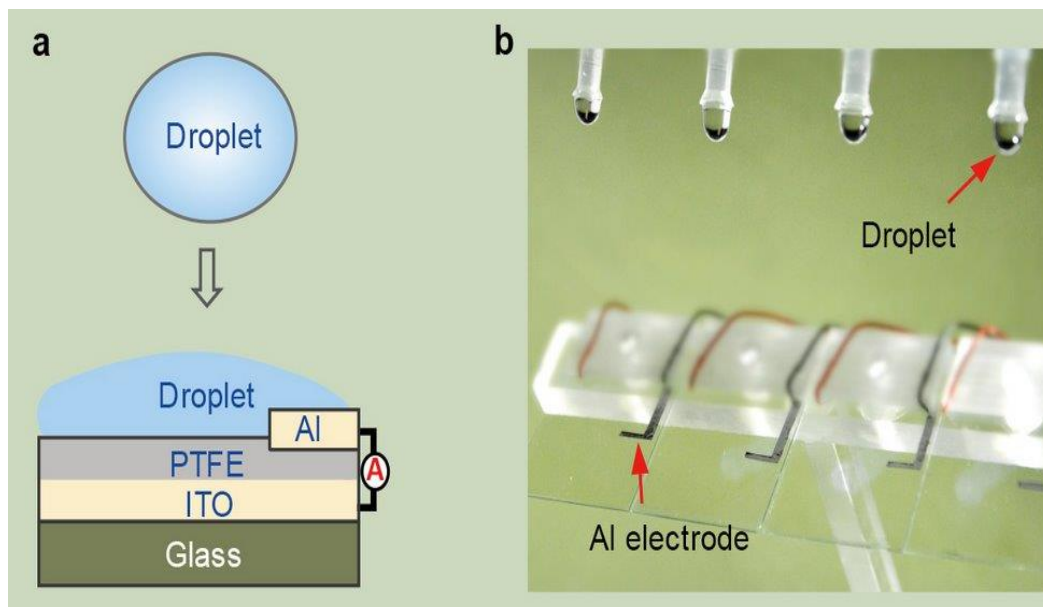 a
Droplet
Droplet
Al
PTFE
A
ITO
Glass
b
Droplet
Al electrode